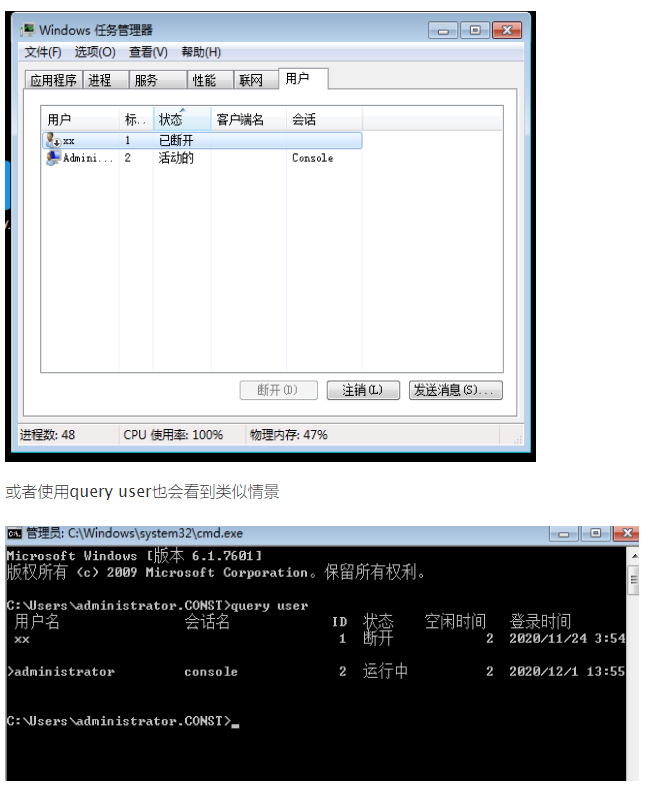 Windows 任务管理器
文件(F) 选项(O) 查看(V) 帮助(H)
应用程序 进程 服务 性能 联网 用户
用户 标.. 状态 客户端名 会话
xx 1 已断开
Admini... 2 活动的 Console
断开(D) 注销(L) 发送消息(S)...
进程数: 48 CPU 使用率: 100% 物理内存: 47%
或者使用query user也会看到类似情景
管理员: C:\Windows\system32\cmd.exe
Microsoft Windows [版本 6.1.7601]
版权所有 (c) 2009 Microsoft Corporation。保留所有权利。
C:\Users\administrator.CONST>query user
用户名 会话名 ID 状态 空闲时间 登录时间
xx 1 断开 2 2020/11/24 3:54
>administrator console 2 运行中 2 2020/12/1 13:55
C:\Users\administrator.CONST>